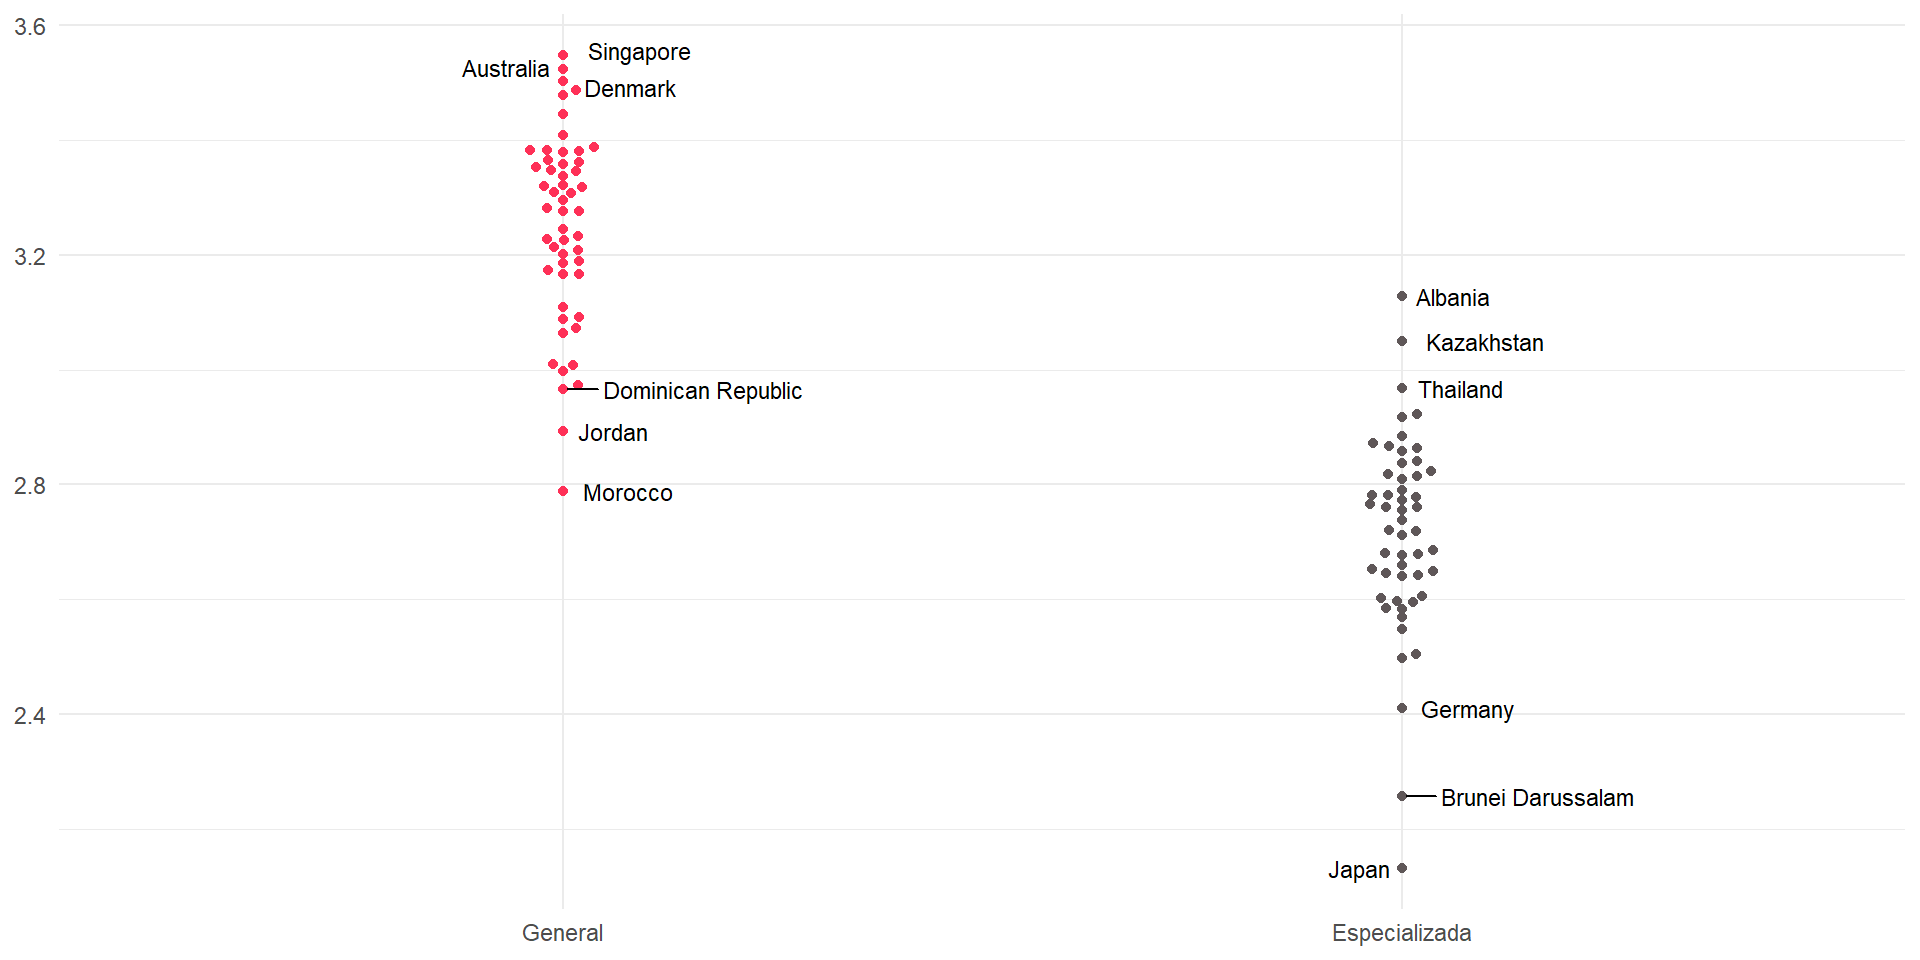 3.6
Singapore
Australia
Denmark
3.2
Albania
Kazakhstan
Dominican Republic
Thailand
Jordan
2.8
Morocco
2.4
Germany
Brunei Darussalam
Japan
General
Especializada